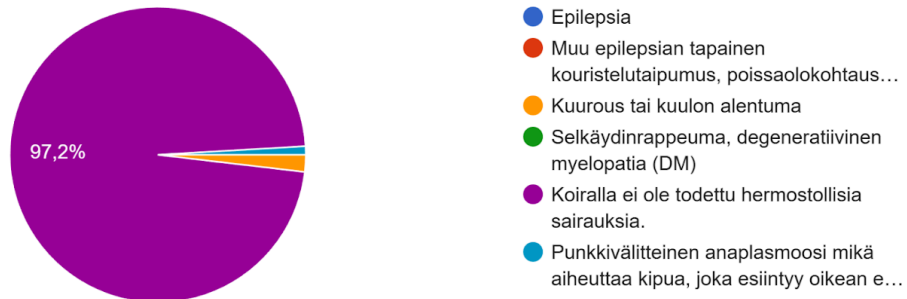 97,2%
Epilepsia
Muu epilepsian tapainen
kouristelutaipumus, poissaolokohtaus…
Kuurous tai kuulon alentuma
Selkäydinrappeuma, degeneratiivinen
myelopatia (DM)
Koiralla ei ole todettu hermostollisia
sairauksia.
Punkkivälitteinen anaplasmoosi mikä
aiheuttaa kipua, joka esiintyy oikean e…